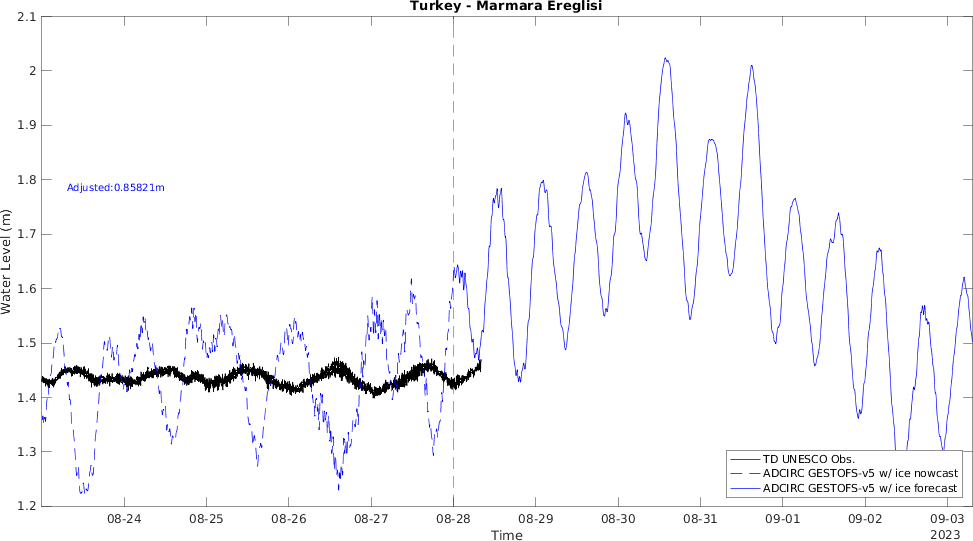 Turkey - Marmara Ereglisi
2.1
2
1.9
1.8
1.7
1.6
1.5
1.4
1.3
1.2
Water Level (m)
Adjusted:0.85821m
TD UNESCO Obs.
ADCIRC GESTOFS-v5 w/ ice nowcast
ADCIRC GESTOFS-v5 w/ ice forecast
08-24 08-25 08-26 08-27 08-28 08-29 08-30 08-31 09-01 09-02 09-03
2023
Time